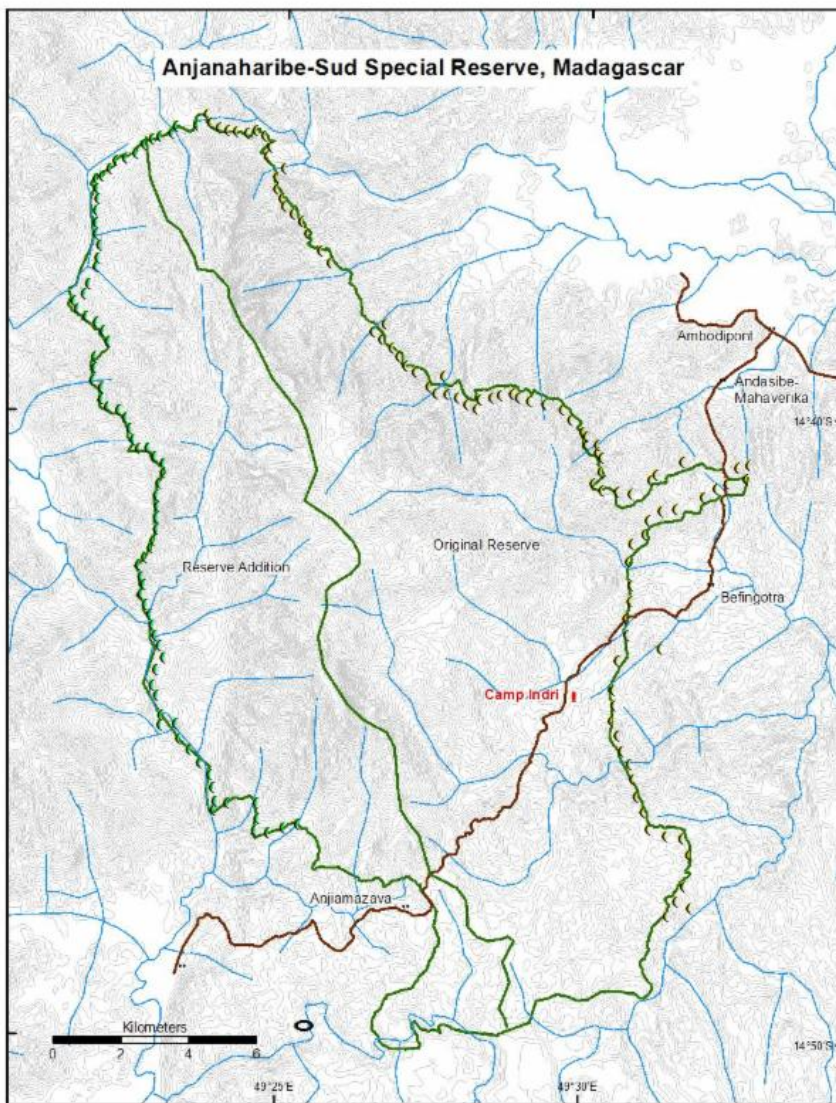 Anjanaharibe-Sud Special Reserve, Madagascar
Ambodipont
Andasibe-
Mahaverika
14°40'S
Original Reserve
Reserve Addition
Befingotra
Camp Indri
Anjiamazava
Kilometers
0 2 4 6
14°50'S
49°25'E
49°30'E